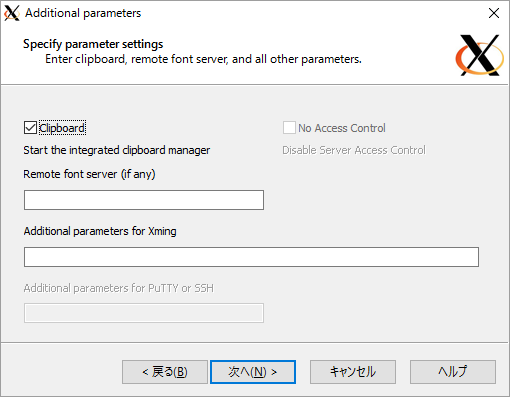 Additional parameters
Specify parameter settings
Enter clipboard, remote font server, and all other parameters.
Clipboard
No Access Control
Start the integrated clipboard manager
Disable Server Access Control
Remote font server (if any)
Additional parameters for Xming
Additional parameters for PuTTY or SSH
< 戻る(B)
次へ(N) >
キャンセル
ヘルプ